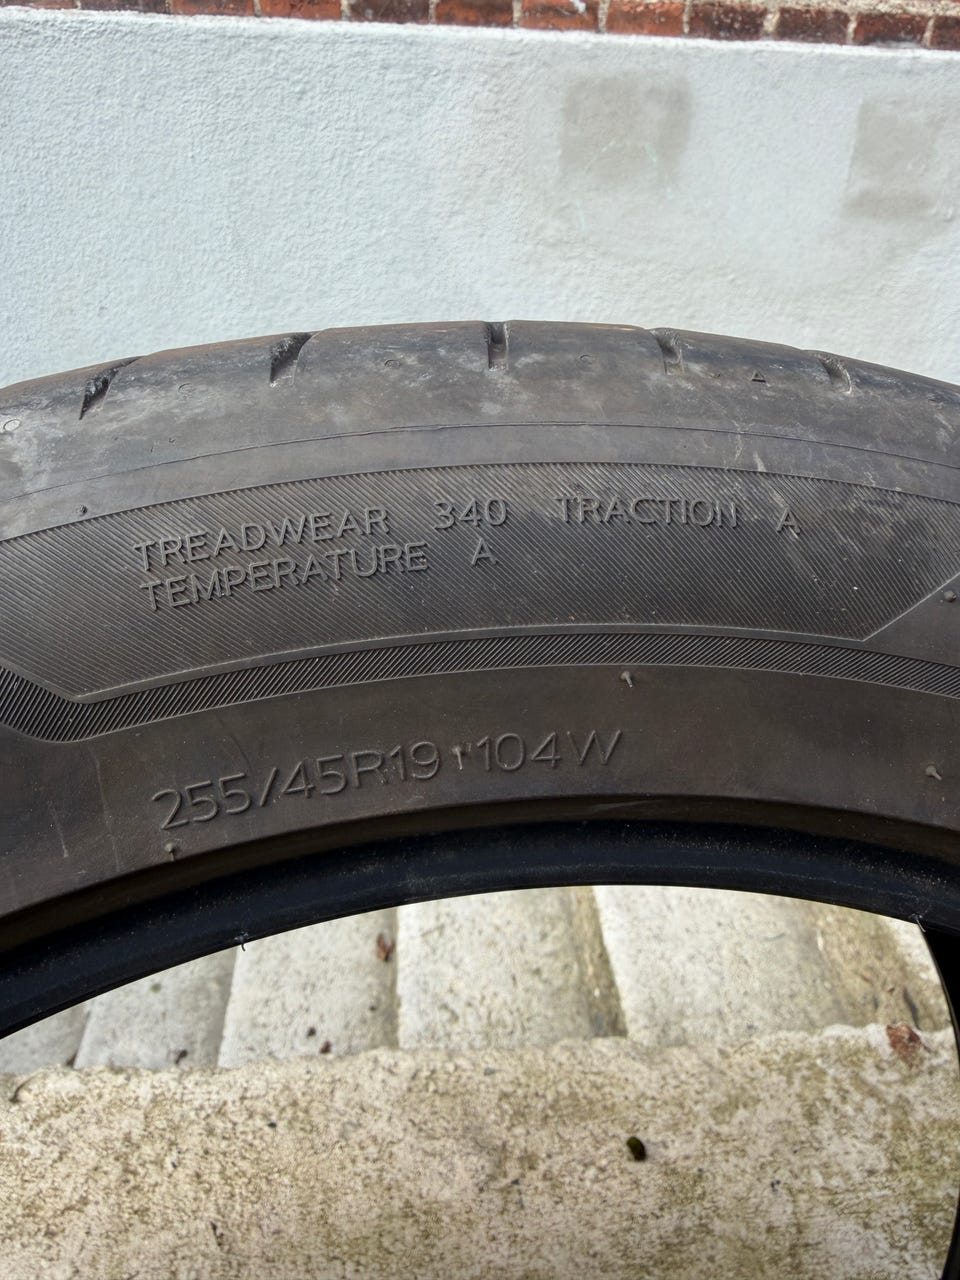 TREADWEAR 340 TRACTION A
TEMPERATURE A
255/45R19 104W